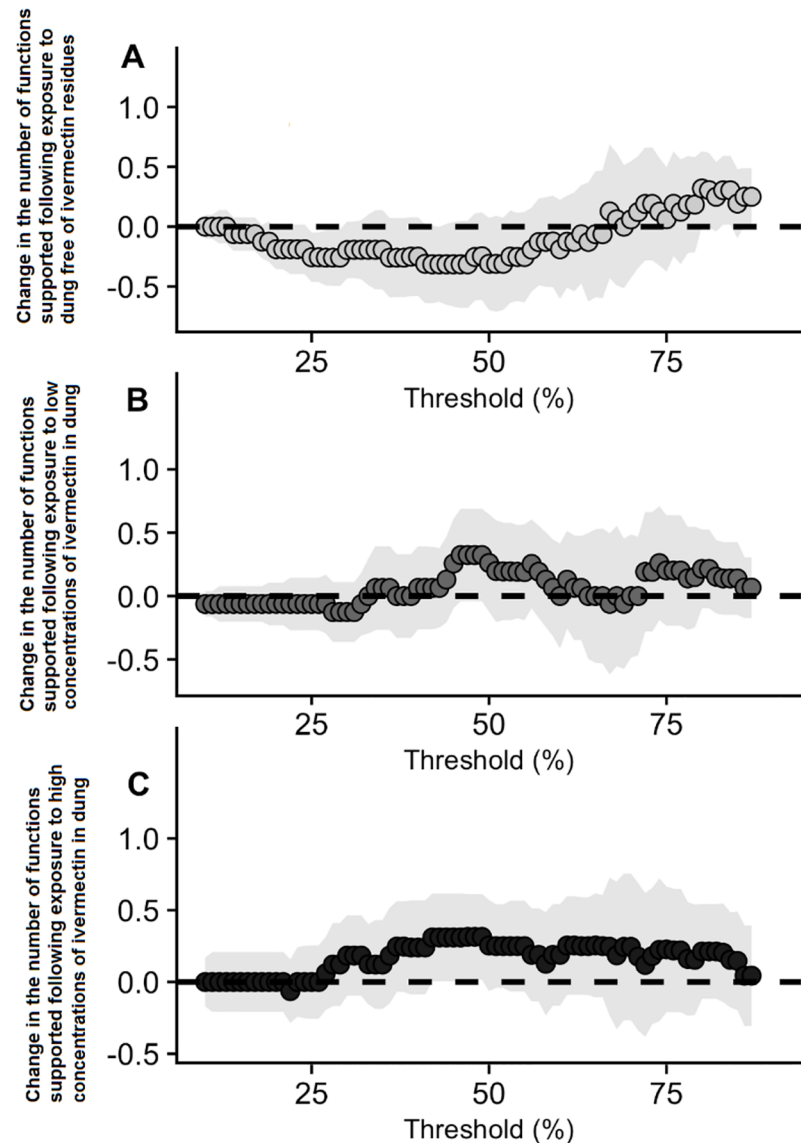 A
Change in the number of functions
supported following exposure to
dung free of ivermectin residues
1.0
0.5
0.0
-0.5
25 50 75
Threshold (%)
B
Change in the number of functions
supported following exposure to low
concentrations of ivermectin in dung
1.0
0.5
0.0
-0.5
25 50 75
Threshold (%)
C
Change in the number of functions
supported following exposure to high
concentrations of ivermectin in dung
1.0
0.5
0.0
-0.5
25 50 75
Threshold (%)